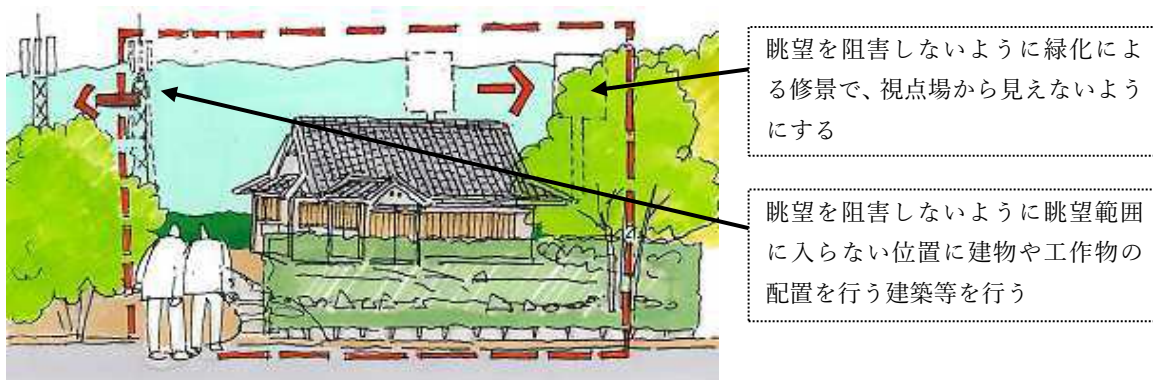 眺望を阻害しないように緑化によ
る修景で、視点場から見えないよう
にする
眺望を阻害しないように眺望範囲
に入らない位置に建物や工作物の
配置を行う建築等を行う